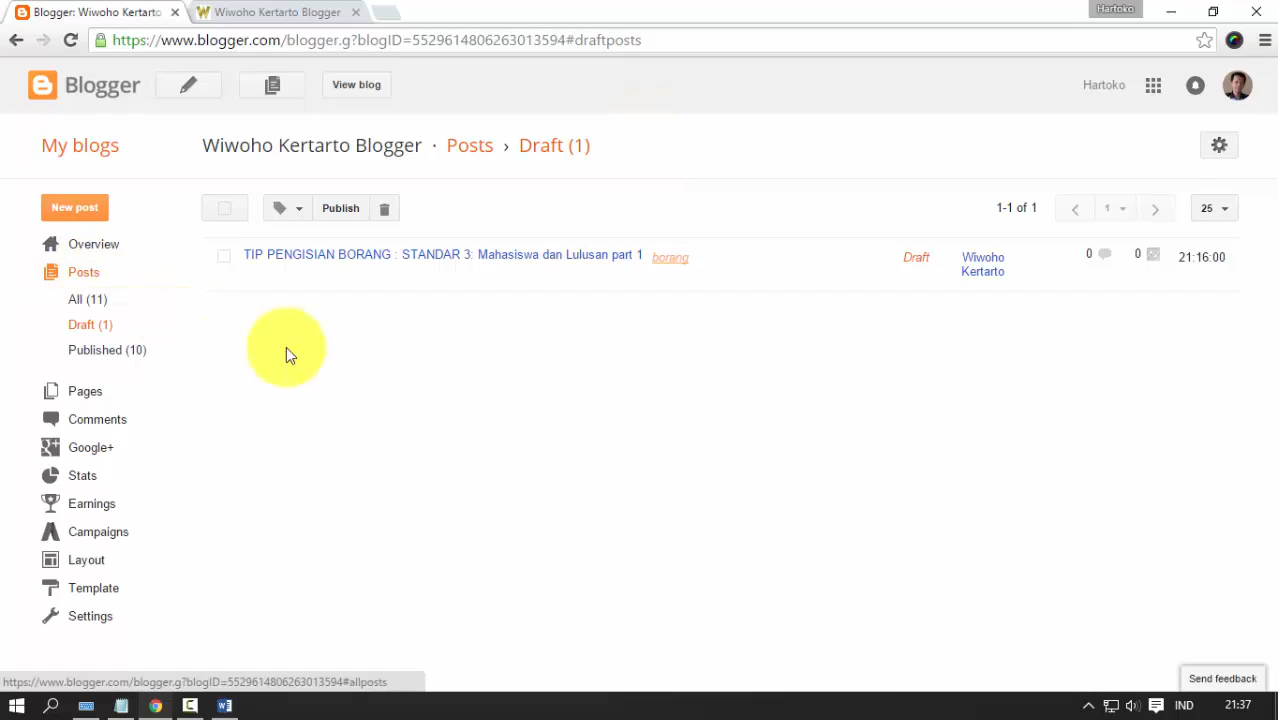 Blogger: Wiwoho Kertarto
Wiwoho Kertarto Blogger
Hartoko
https://www.blogger.com/blogger.g?blogID=5529614806263013594#draftposts
Blogger
View blog
Hartoko
My blogs
Wiwoho Kertarto Blogger · Posts › Draft (1)
New post
Publish
1-1 of 1
1
25
Overview
TIP PENGISIAN BORANG : STANDAR 3: Mahasiswa dan Lulusan part 1
borang
Draft
Wiwoho
Kertarto
0
0
21:16:00
Posts
All (11)
Draft (1)
Published (10)
Pages
Comments
Google+
Stats
Earnings
Campaigns
Layout
Template
Settings
https://www.blogger.com/blogger.g?blogID=5529614806263013594#allposts
Send feedback
IND
21:37